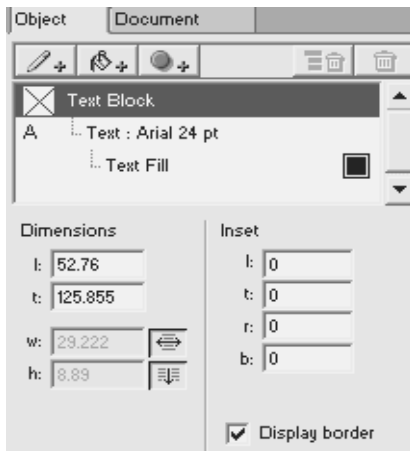 Object Document
Text Block
A Text : Arial 24 pt
Text Fill
Dimensions
l: 52.76
t: 125.855
w: 29.222
h: 8.89
Inset
l: 0
t: 0
r: 0
b: 0
Display border